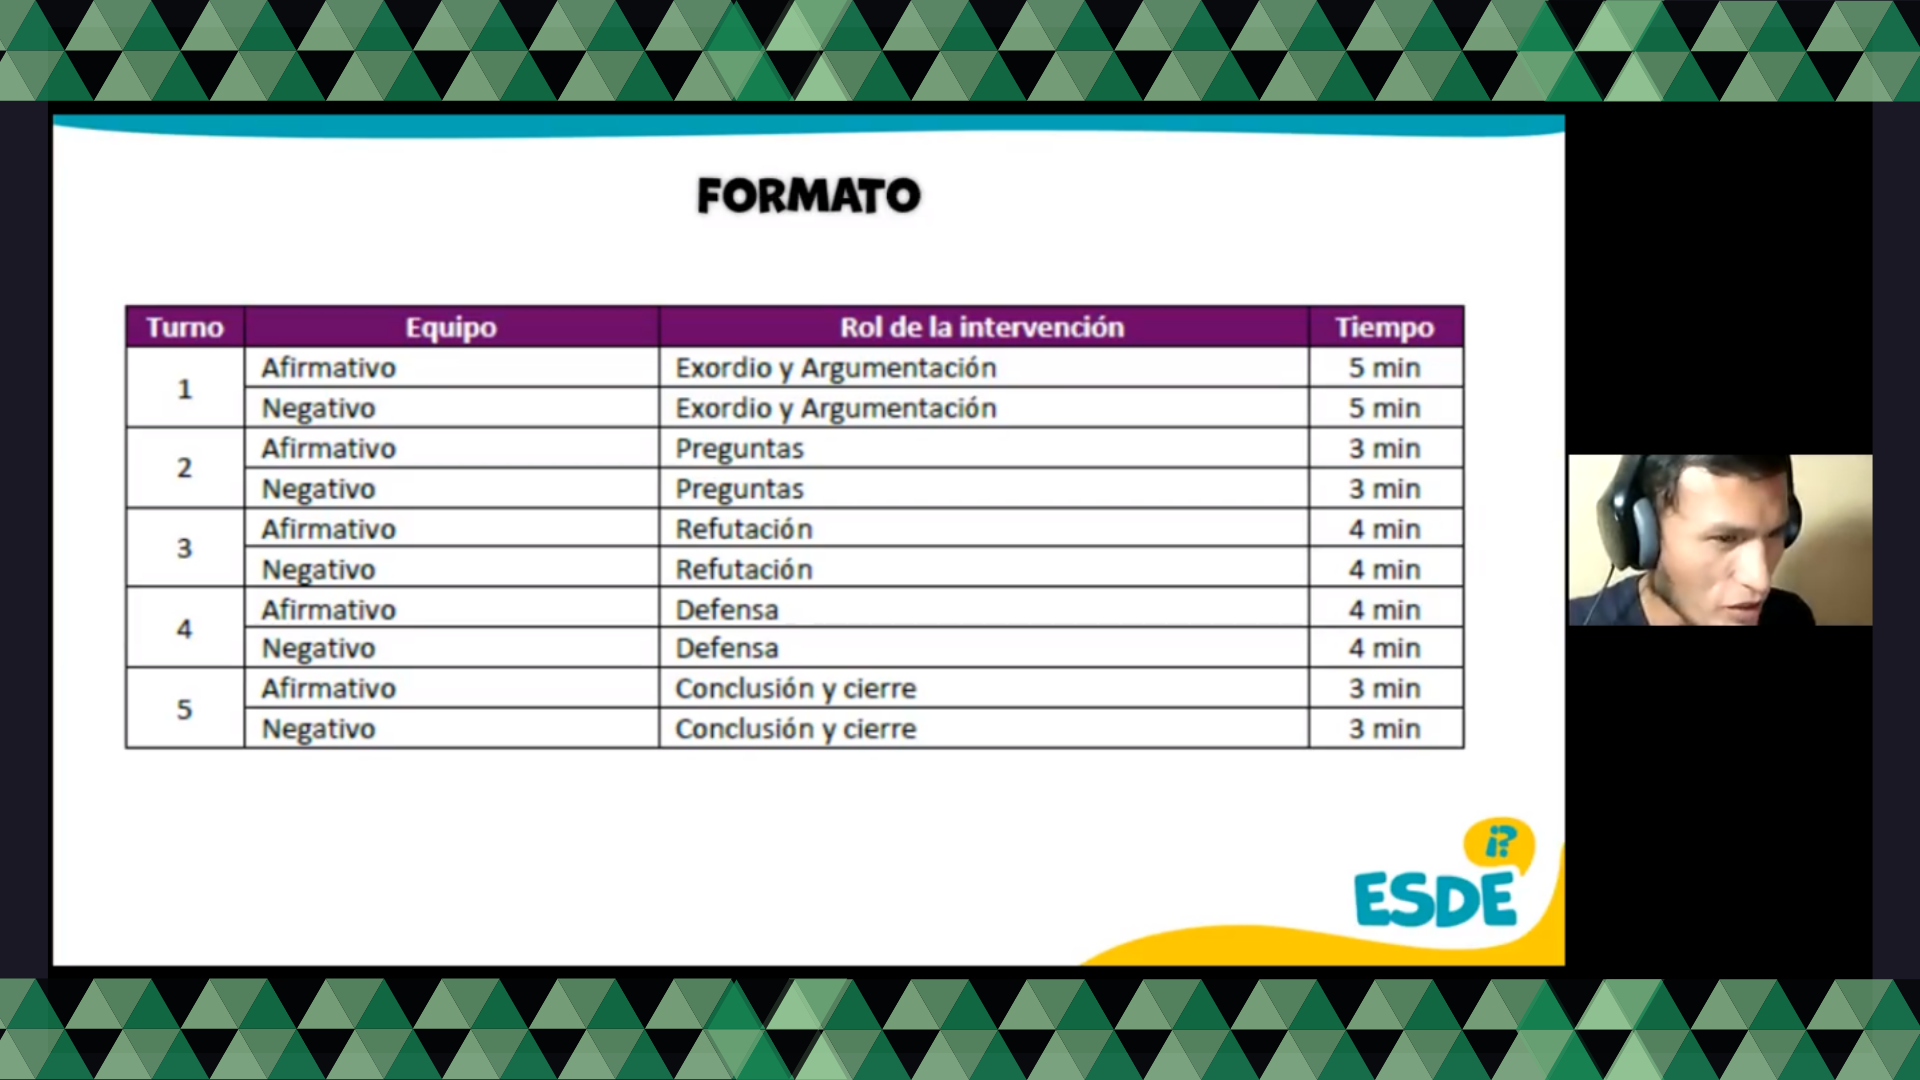 FORMATO
Turno Equipo Rol de la intervención Tiempo
1 Afirmativo Exordio y Argumentación 5 min
Negativo Exordio y Argumentación 5 min
2 Afirmativo Preguntas 3 min
Negativo Preguntas 3 min
3 Afirmativo Refutación 4 min
Negativo Refutación 4 min
4 Afirmativo Defensa 4 min
Negativo Defensa 4 min
5 Afirmativo Conclusión y cierre 3 min
Negativo Conclusión y cierre 3 min
¡?
ESDE